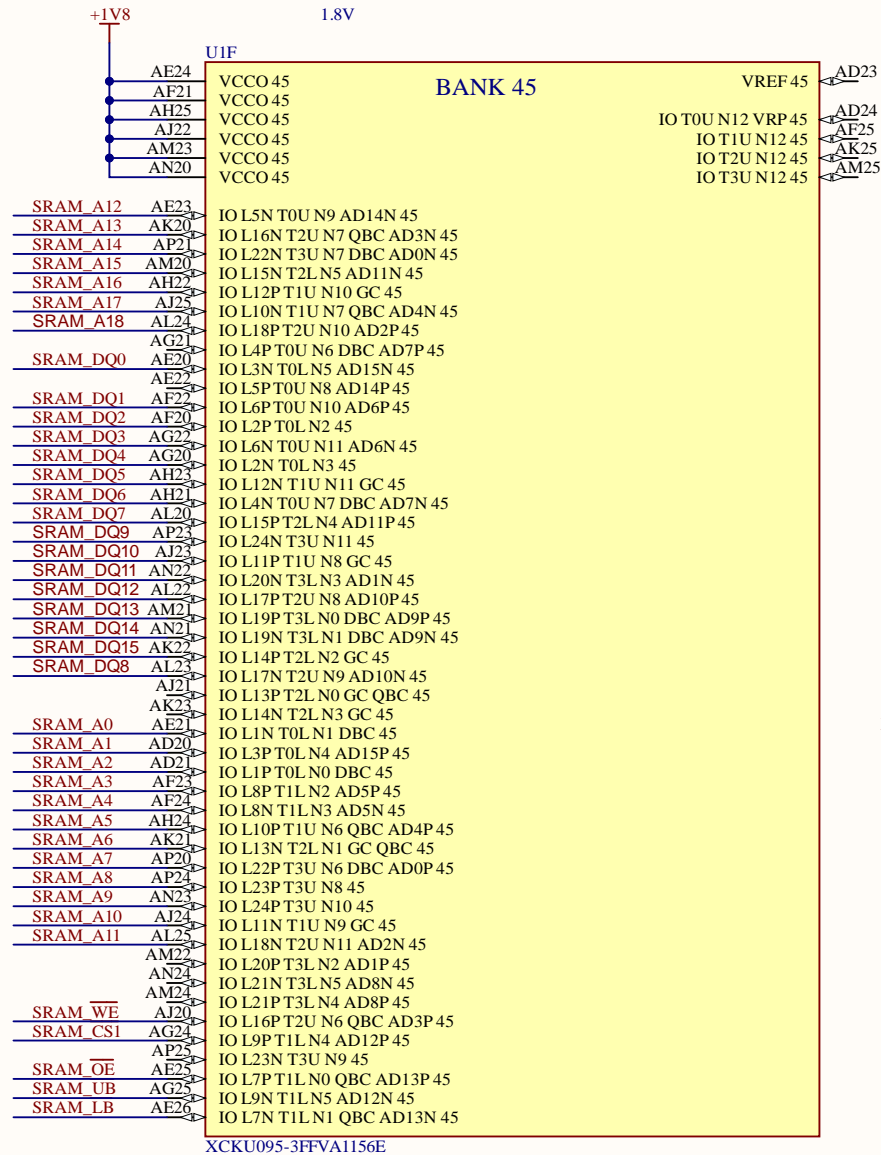 +1V8 1.8V
U1F
BANK 45
AE24 VCCO 45 VREF 45 AD23
AF21 VCCO 45
AH25 VCCO 45 IO T0U N12 VRP 45 AD24
AJ22 VCCO 45 IO T1U N12 45 AF25
AM23 VCCO 45 IO T2U N12 45 AK25
AN20 VCCO 45 IO T3U N12 45 AM25
SRAM_A12 AE23 IO L5N T0U N9 AD14N 45
SRAM_A13 AK20 IO L16N T2U N7 QBC AD3N 45
SRAM_A14 AP21 IO L22N T3U N7 DBC AD0N 45
SRAM_A15 AM20 IO L15N T2L N5 AD11N 45
SRAM_A16 AH22 IO L12P T1U N10 GC 45
SRAM_A17 AJ25 IO L10N T1U N7 QBC AD4N 45
SRAM_A18 AL24 IO L18P T2U N10 AD2P 45
AG21 IO L4P T0U N6 DBC AD7P 45
SRAM_DQ0 AE20 IO L3N T0L N5 AD15N 45
AE22 IO L5P T0U N8 AD14P 45
SRAM_DQ1 AF22 IO L6P T0U N10 AD6P 45
SRAM_DQ2 AF20 IO L2P T0L N2 45
SRAM_DQ3 AG22 IO L6N T0U N11 AD6N 45
SRAM_DQ4 AG20 IO L2N T0L N3 45
SRAM_DQ5 AH23 IO L12N T1U N11 GC 45
SRAM_DQ6 AH21 IO L4N T0U N7 DBC AD7N 45
SRAM_DQ7 AL20 IO L15P T2L N4 AD11P 45
SRAM_DQ9 AP23 IO L24N T3U N11 45
SRAM_DQ10 AJ23 IO L11P T1U N8 GC 45
SRAM_DQ11 AN22 IO L20N T3L N3 AD1N 45
SRAM_DQ12 AL22 IO L17P T2U N8 AD10P 45
SRAM_DQ13 AM21 IO L19P T3L N0 DBC AD9P 45
SRAM_DQ14 AN21 IO L19N T3L N1 DBC AD9N 45
SRAM_DQ15 AK22 IO L14P T2L N2 GC 45
SRAM_DQ8 AL23 IO L17N T2U N9 AD10N 45
AJ21 IO L13P T2L N0 GC QBC 45
AK23 IO L14N T2L N3 GC 45
SRAM_A0 AE21 IO L1N T0L N1 DBC 45
SRAM_A1 AD20 IO L3P T0L N4 AD15P 45
SRAM_A2 AD21 IO L1P T0L N0 DBC 45
SRAM_A3 AF23 IO L8P T1L N2 AD5P 45
SRAM_A4 AF24 IO L8N T1L N3 AD5N 45
SRAM_A5 AH24 IO L10P T1U N6 QBC AD4P 45
SRAM_A6 AK21 IO L13N T2L N1 GC QBC 45
SRAM_A7 AP20 IO L22P T3U N6 DBC AD0P 45
SRAM_A8 AP24 IO L23P T3U N8 45
SRAM_A9 AN23 IO L24P T3U N10 45
SRAM_A10 AJ24 IO L11N T1U N9 GC 45
SRAM_A11 AL25 IO L18N T2U N11 AD2N 45
AM22 IO L20P T3L N2 AD1P 45
AN24 IO L21N T3L N5 AD8N 45
AM24 IO L21P T3L N4 AD8P 45
SRAM_W̅E̅ AJ20 IO L16P T2U N6 QBC AD3P 45
SRAM_CS1 AG24 IO L9P T1L N4 AD12P 45
AP25 IO L23N T3U N9 45
SRAM_O̅E̅ AE25 IO L7P T1L N0 QBC AD13P 45
SRAM_UB AG25 IO L9N T1L N5 AD12N 45
SRAM_LB AE26 IO L7N T1L N1 QBC AD13N 45
XCKU095-3FFVA1156E